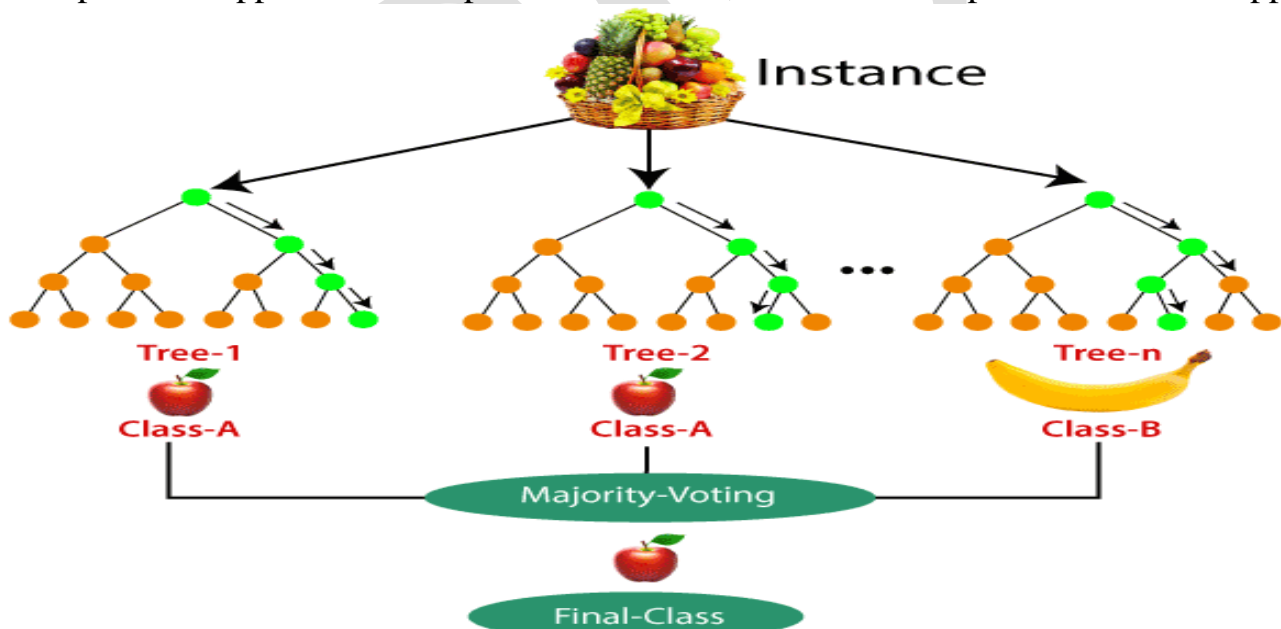 Instance
Tree-1 Tree-2 Tree-n
Class-A Class-A Class-B
Majority-Voting
Final-Class